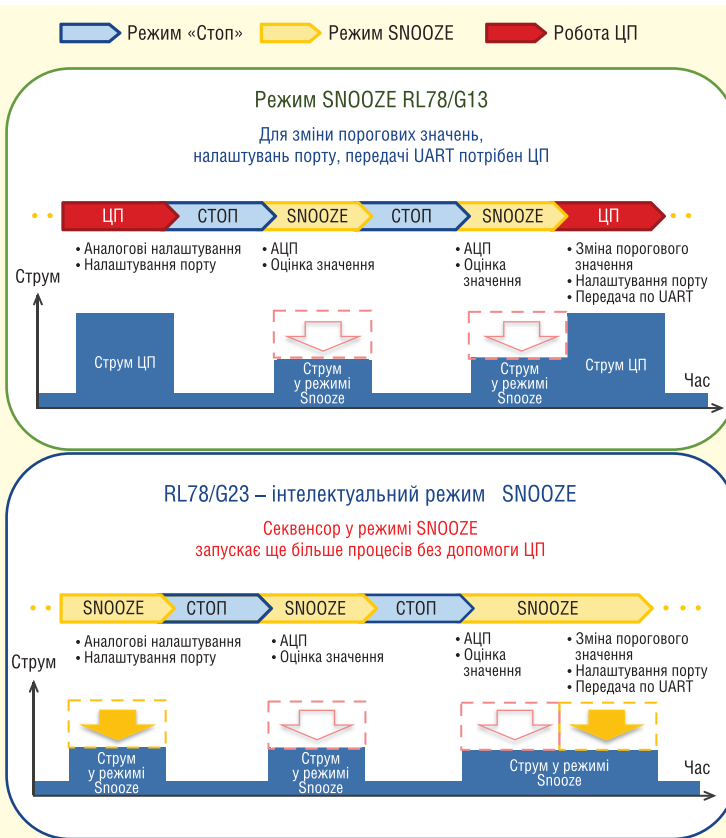 Режим «Стоп»
Режим SNOOZE
Робота ЦП
Режим SNOOZE RL78/G13
Для зміни порогових значень,
налаштувань порту, передачі UART потрібен ЦП
ЦП
СТОП
SNOOZE
СТОП
SNOOZE
ЦП
• Аналогові налаштування
• Налаштування порту
• АЦП
• Оцінка значення
• АЦП
• Оцінка
значення
• Зміна порогового
значення
• Налаштування порту
• Передача по UART
Струм
Струм ЦП
Струм
у режимі
Snooze
Струм
у режимі
Snooze
Струм ЦП
Час
RL78/G23 – інтелектуальний режим SNOOZE
Секвенсор у режимі SNOOZE
запускає ще більше процесів без допомоги ЦП
SNOOZE
СТОП
SNOOZE
СТОП
SNOOZE
• Аналогові налаштування
• Налаштування порту
• АЦП
• Оцінка значення
• АЦП
• Оцінка
значення
• Зміна порогового
значення
• Налаштування порту
• Передача по UART
Струм
Струм
у режимі
Snooze
Струм
у режимі
Snooze
Струм у режимі
Snooze
Час